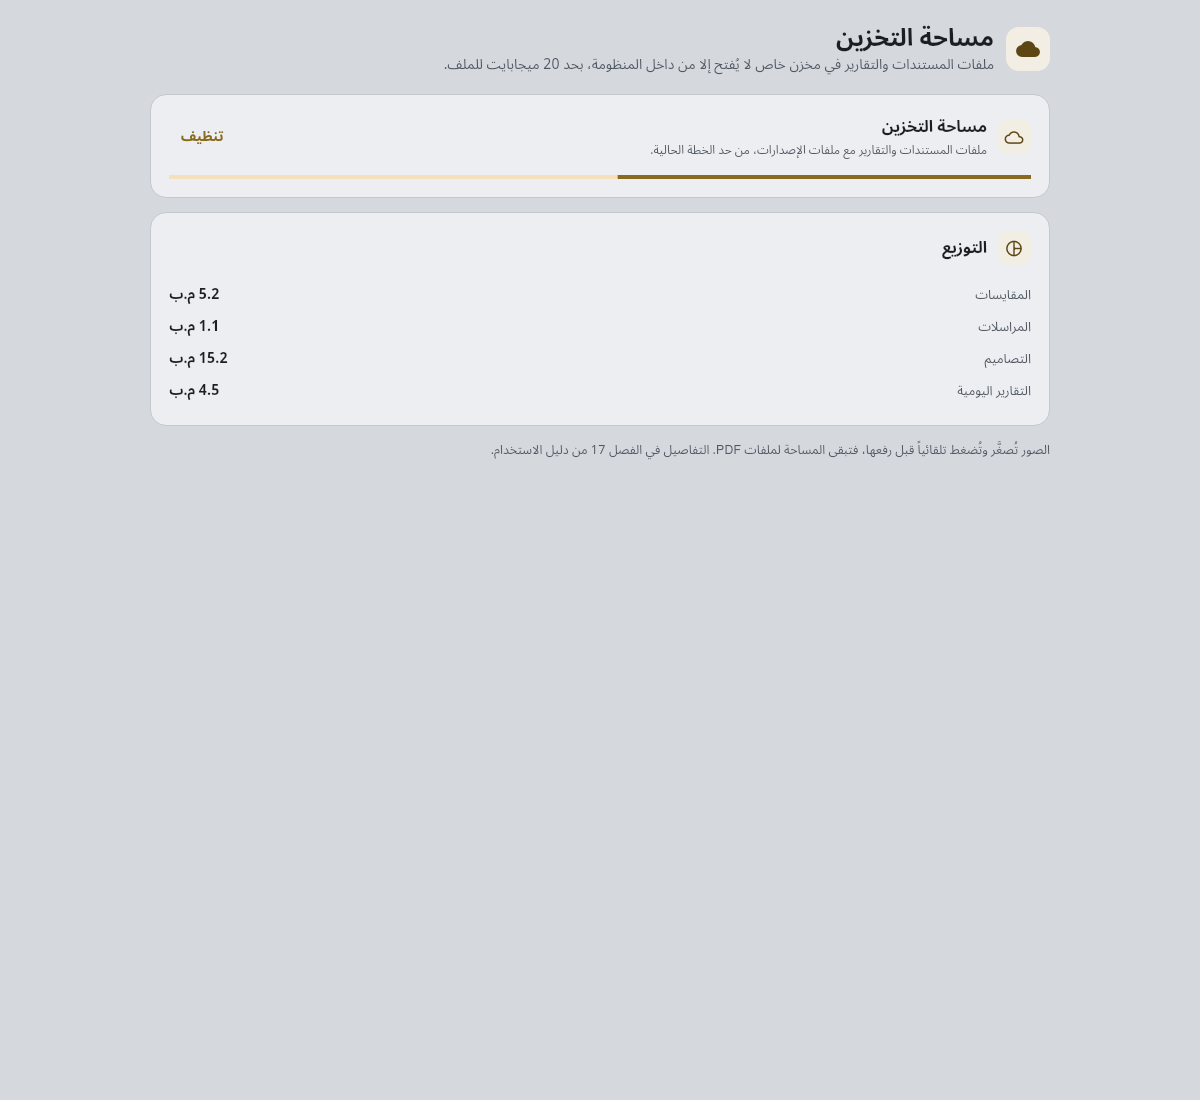 مساحة التخزين
ملفات المستندات والتقارير في مخزن خاص لا يُفتح إلا من داخل المنظومة، بحد 20 ميجابايت للملف.
مساحة التخزين
ملفات المستندات والتقارير مع ملفات الإصدارات، من حد الخطة الحالية.
تنظيف
التوزيع
المقايسات 5.2 م.ب
المراسلات 1.1 م.ب
التصاميم 15.2 م.ب
التقارير اليومية 4.5 م.ب
الصور تُصغَّر وتُضغط تلقائياً قبل رفعها، فتبقى المساحة لملفات PDF. التفاصيل في الفصل 17 من دليل الاستخدام.